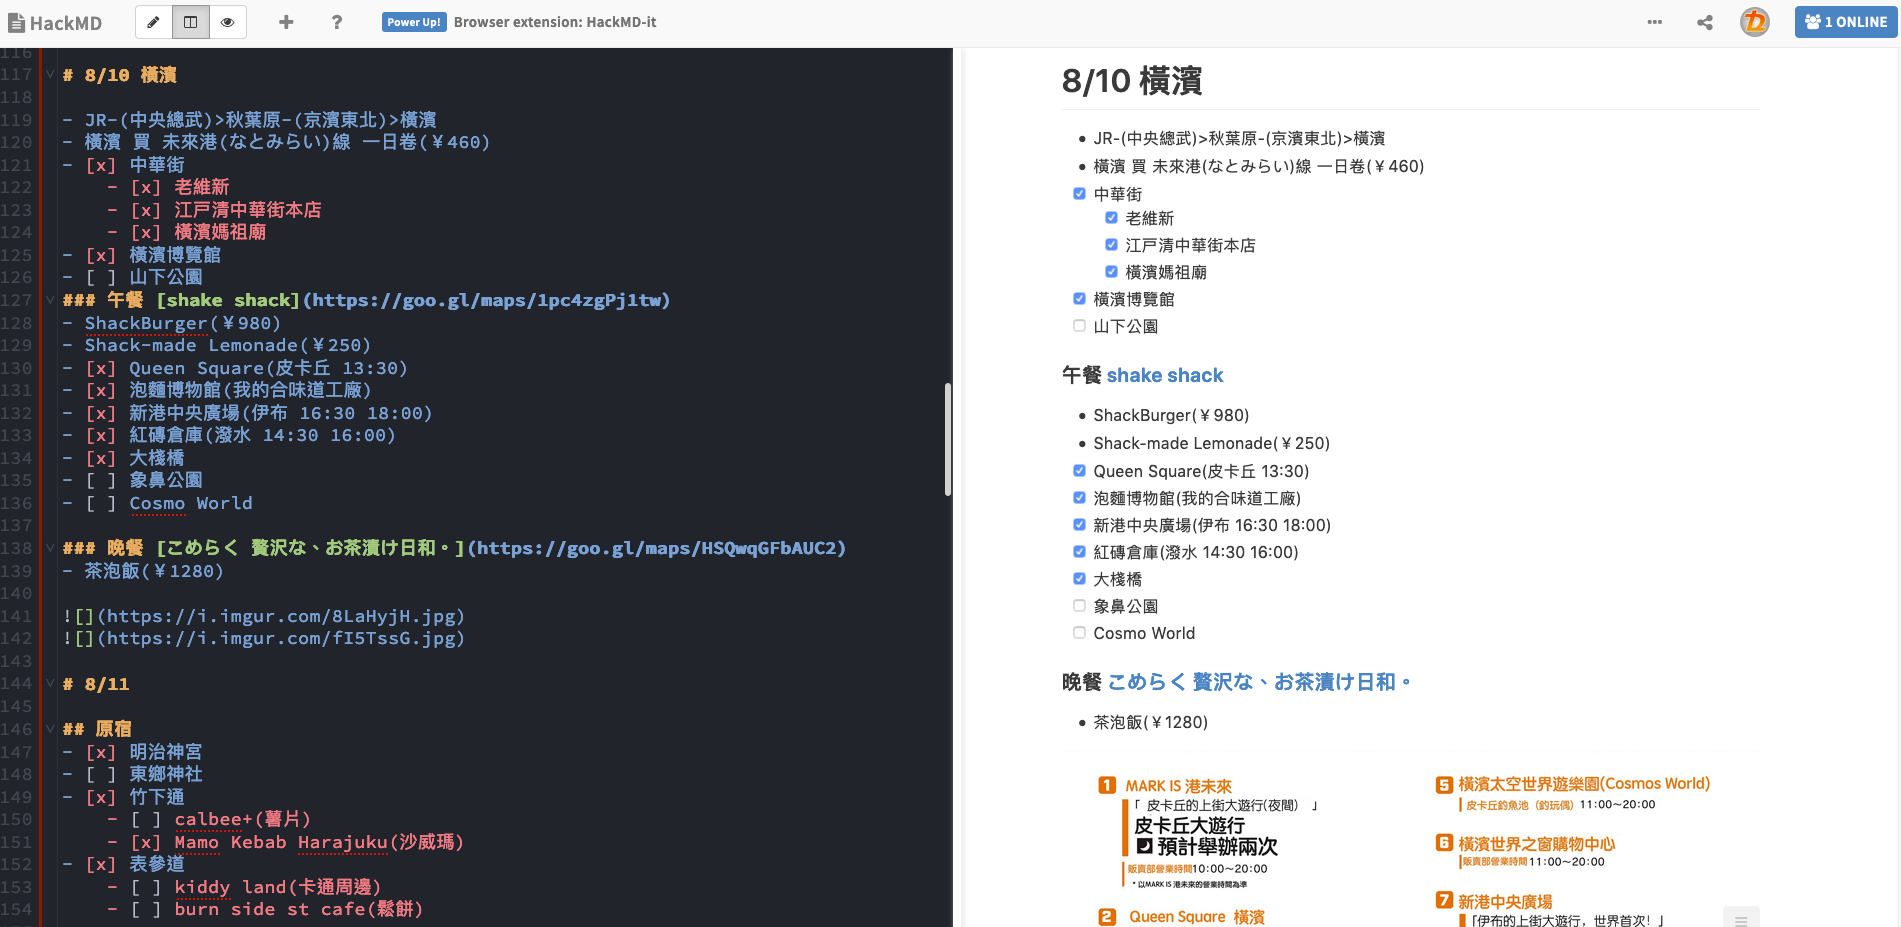 HackMD
Power Up! Browser extension: HackMD-it
1 ONLINE
116
117 # 8/10 橫濱
118
119 - JR-(中央總武)>秋葉原-(京濱東北)>橫濱
120 - 橫濱 買 未來港(なとみらい)線 一日卷(￥460)
121 - [x] 中華街
122 - [x] 老維新
123 - [x] 江戸清中華街本店
124 - [x] 橫濱媽祖廟
125 - [x] 橫濱博覽館
126 - [ ] 山下公園
127 ### 午餐 [shake shack](https://goo.gl/maps/1pc4zgPj1tw)
128 - ShackBurger(￥980)
129 - Shack-made Lemonade(￥250)
130 - [x] Queen Square(皮卡丘 13:30)
131 - [x] 泡麵博物館(我的合味道工廠)
132 - [x] 新港中央廣場(伊布 16:30 18:00)
133 - [x] 紅磚倉庫(潑水 14:30 16:00)
134 - [x] 大棧橋
135 - [ ] 象鼻公園
136 - [ ] Cosmo World
137
138 ### 晚餐 [こめらく 贅沢な、お茶漬け日和。](https://goo.gl/maps/HSQwqGFbAUC2)
139 - 茶泡飯(￥1280)
140
141 ![](https://i.imgur.com/8LaHyjH.jpg)
142 ![](https://i.imgur.com/fI5TssG.jpg)
143
144 # 8/11
145
146 ## 原宿
147 - [x] 明治神宮
148 - [ ] 東鄉神社
149 - [x] 竹下通
150 - [ ] calbee+(薯片)
151 - [x] Mamo Kebab Harajuku(沙威瑪)
152 - [x] 表參道
153 - [ ] kiddy land(卡通周邊)
154 - [ ] burn side st cafe(鬆餅)
8/10 橫濱
JR-(中央總武)>秋葉原-(京濱東北)>橫濱
橫濱 買 未來港(なとみらい)線 一日卷(￥460)
中華街
老維新
江戸清中華街本店
橫濱媽祖廟
橫濱博覽館
山下公園
午餐 shake shack
ShackBurger(￥980)
Shack-made Lemonade(￥250)
Queen Square(皮卡丘 13:30)
泡麵博物館(我的合味道工廠)
新港中央廣場(伊布 16:30 18:00)
紅磚倉庫(潑水 14:30 16:00)
大棧橋
象鼻公園
Cosmo World
晚餐 こめらく 贅沢な、お茶漬け日和。
茶泡飯(￥1280)
1 MARK IS 港未來
「皮卡丘的上街大遊行(夜間) 」
皮卡丘大遊行
預計舉辦兩次
販賣部營業時間10:00~20:00
* 以MARK IS 港未來的營業時間為準
2 Queen Square 橫濱
5 橫濱太空世界遊樂園(Cosmos World)
皮卡丘釣魚池（釣玩偶）11:00~20:00
6 橫濱世界之窗購物中心
販賣部營業時間11:00~20:00
7 新港中央廣場
「伊布的上街大遊行，世界首次！」